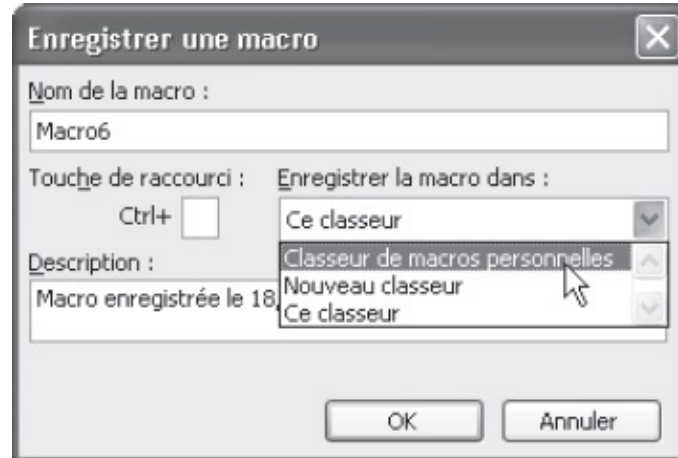 Enregistrer une macro
Nom de la macro :
Macro6
Touche de raccourci :
Enregistrer la macro dans :
Ctrl+
Ce classeur
Description :
Classeur de macros personnelles
Nouveau classeur
Ce classeur
Macro enregistrée le 18
OK
Annuler